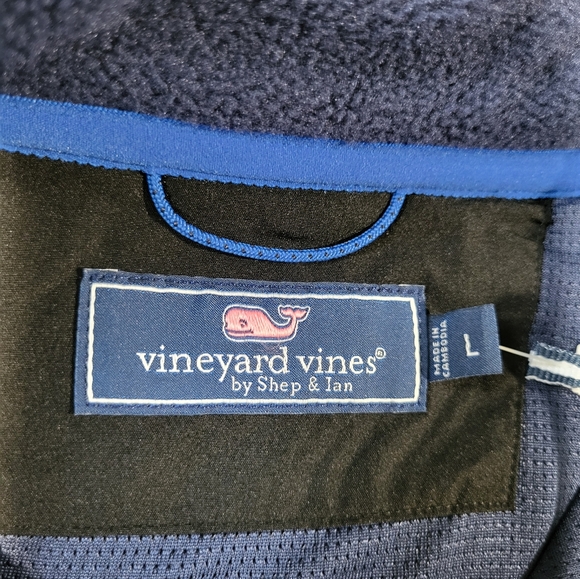 vineyard vines®
by Shep & Ian
MADE IN
CAMBODIA
L